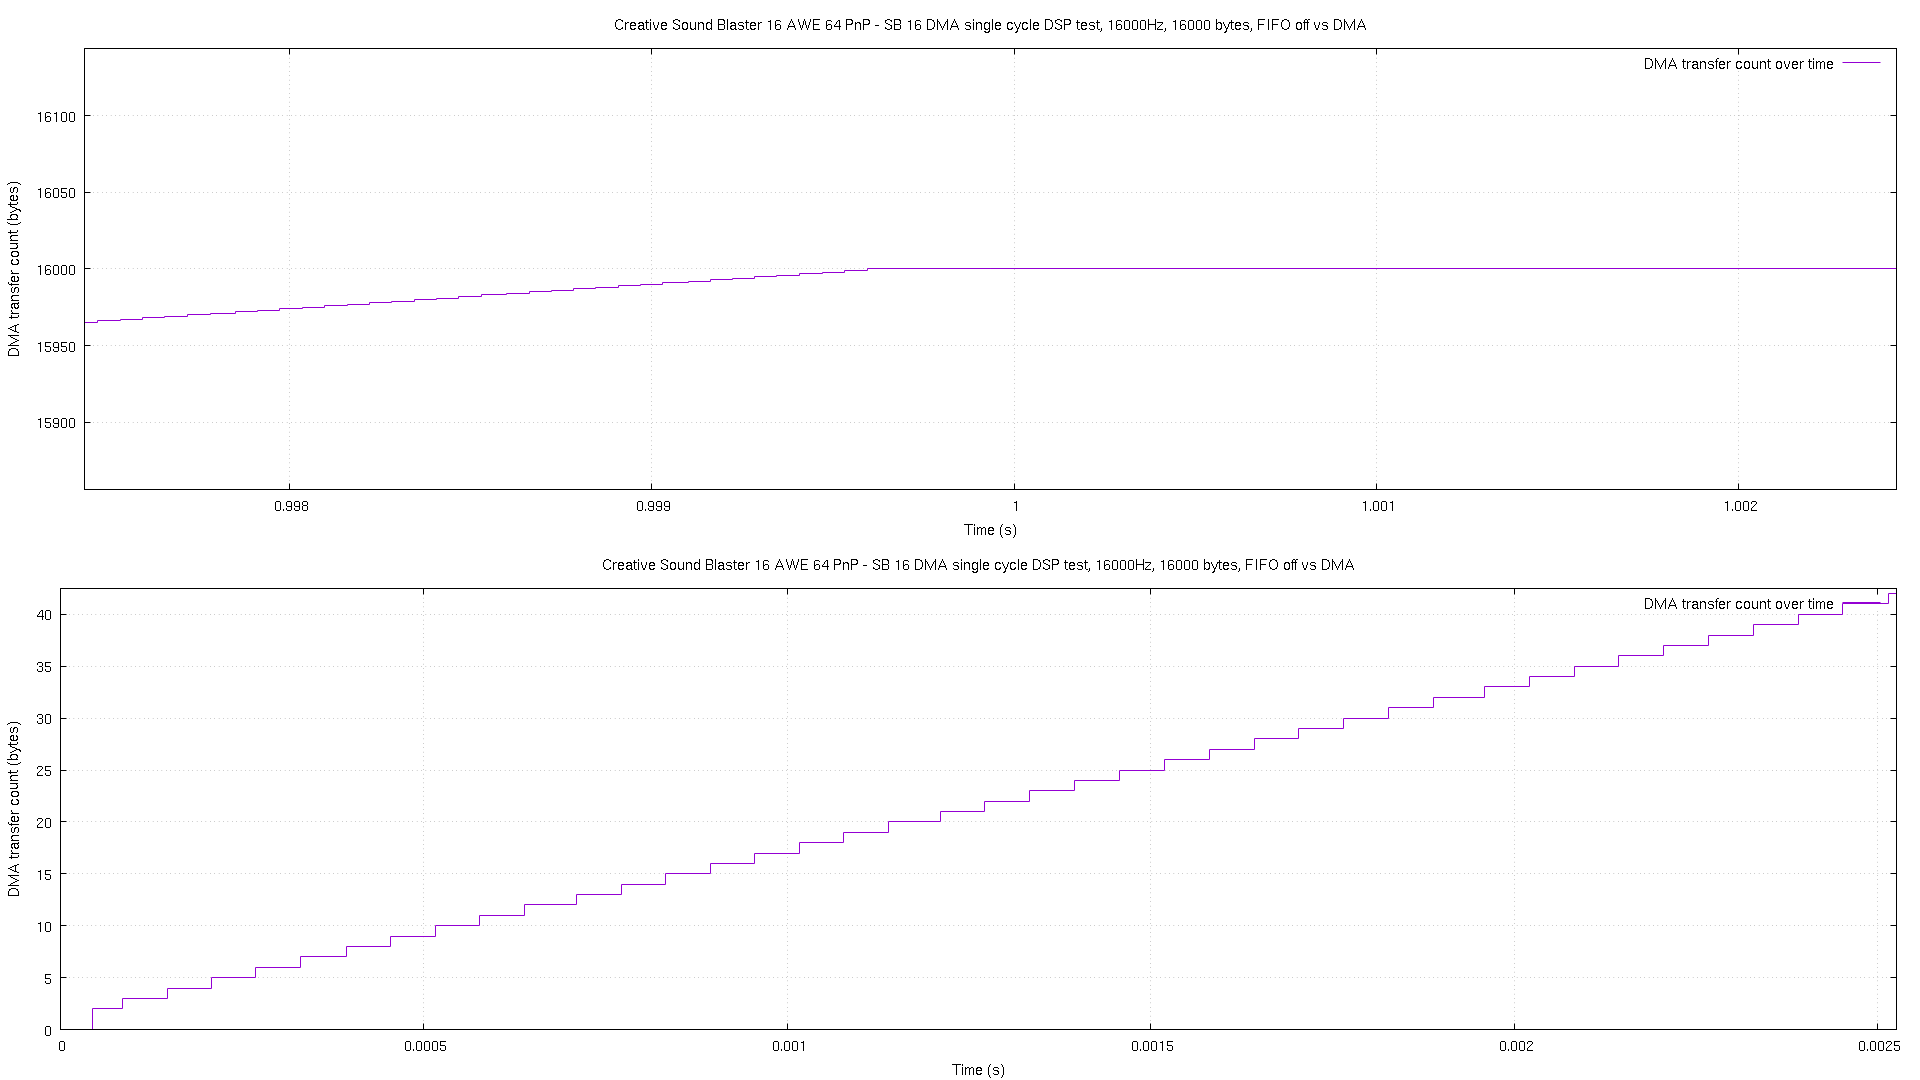 Creative Sound Blaster 16 AWE 64 PnP - SB 16 DMA single cycle DSP test, 16000Hz, 16000 bytes, FIFO off vs DMA
DMA transfer count over time
16100
16050
16000
15950
15900
DMA transfer count (bytes)
0.998 0.999 1 1.001 1.002
Time (s)
Creative Sound Blaster 16 AWE 64 PnP - SB 16 DMA single cycle DSP test, 16000Hz, 16000 bytes, FIFO off vs DMA
DMA transfer count over time
40
35
30
25
20
15
10
5
0
DMA transfer count (bytes)
0 0.0005 0.001 0.0015 0.002 0.0025
Time (s)